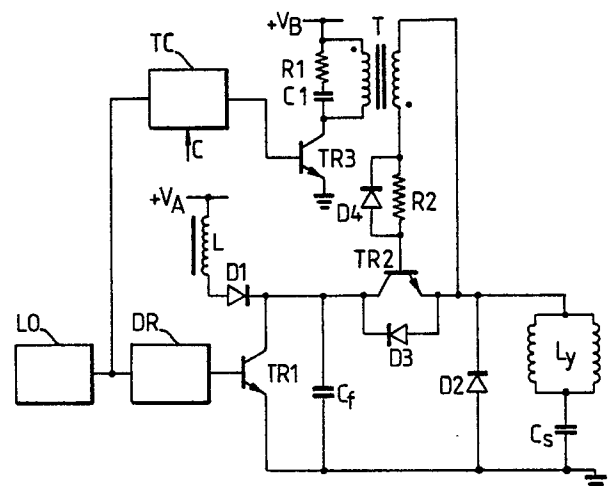 +VB
T
TC
R1
C1
C
TR3
+VA
D4
R2
L
TR2
D1
LO
DR
D3
TR1
Cf
D2
Ly
Cs